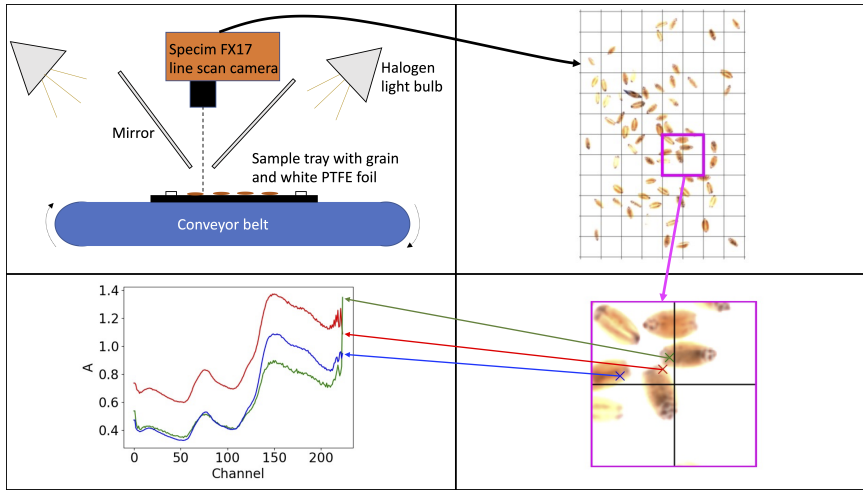 Specim FX17
line scan camera
Halogen
light bulb
Mirror
Sample tray with grain
and white PTFE foil
Conveyor belt
1.4
1.2
1.0
0.8
0.6
0.4
A
0
50
100
150
200
Channel